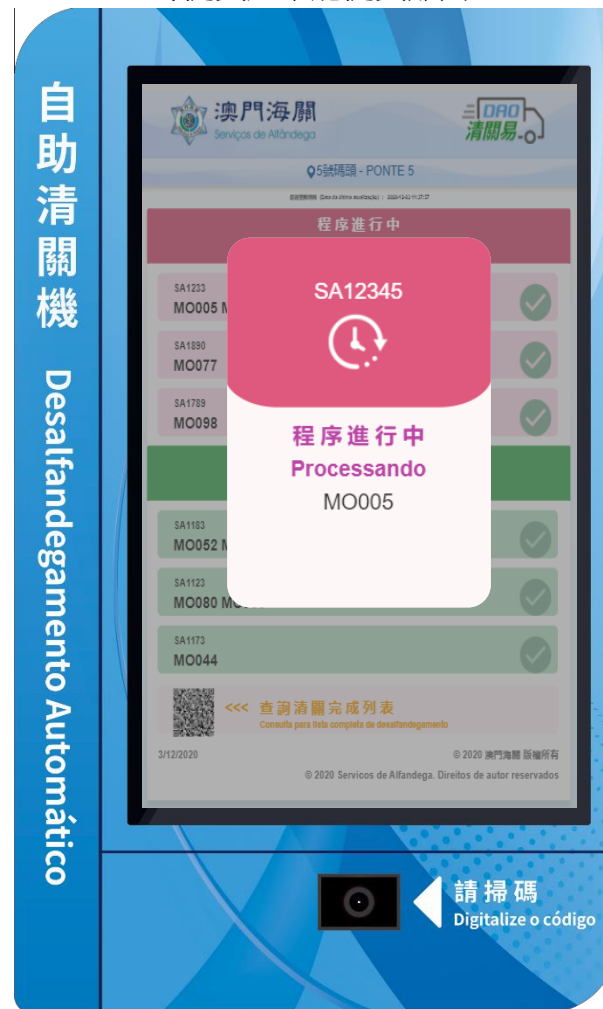 自助清關機 Desalfandegamento Automático
澳門海關
Serviços de Alfândega
DAO
清關易
5號碼頭 - PONTE 5
程序進行中
SA1233
MO005
SA1890
MO077
SA1789
MO098
SA12345
程序進行中
Processando
MO005
SA1183
MO052
SA1123
MO080
SA1173
MO044
<<< 查詢清關完成列表
Consulta para lista completa de desalfandegamento
3/12/2020
© 2020 澳門海關 版權所有
© 2020 Servicos de Alfandega. Direitos de autor reservados
請掃碼
Digitalize o código